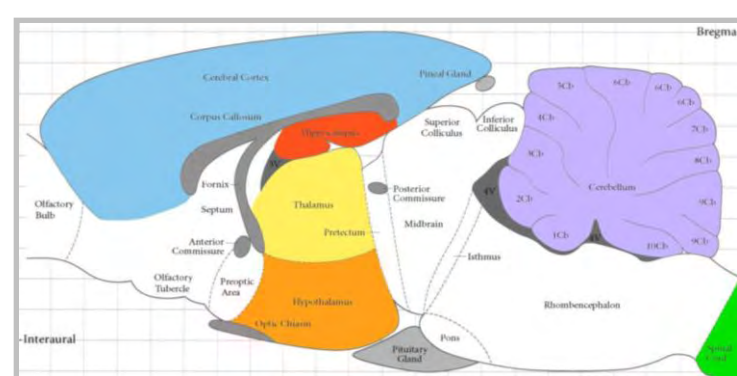 Bregma
Cerebral Cortex
Pineal Gland
5Cb
6Cb
6Cb
6Cb
Corpus Callosum
Superior
Colliculus
Inferior
Colliculus
4Cb
7Cb
Hippocampus
3Cb
8Cb
Fornix
Posterior
Commissure
4V
Cerebellum
Olfactory
Bulb
Septum
Thalamus
2Cb
9Cb
Midbrain
Pretectum
Anterior
Commissure
1Cb
4V
10Cb
9Cb
Isthmus
Olfactory
Tubercle
Preoptic
Area
Hypothalamus
Rhombencephalon
Optic Chiasm
Interaural
Pituitary
Gland
Pons
Spinal
Cord